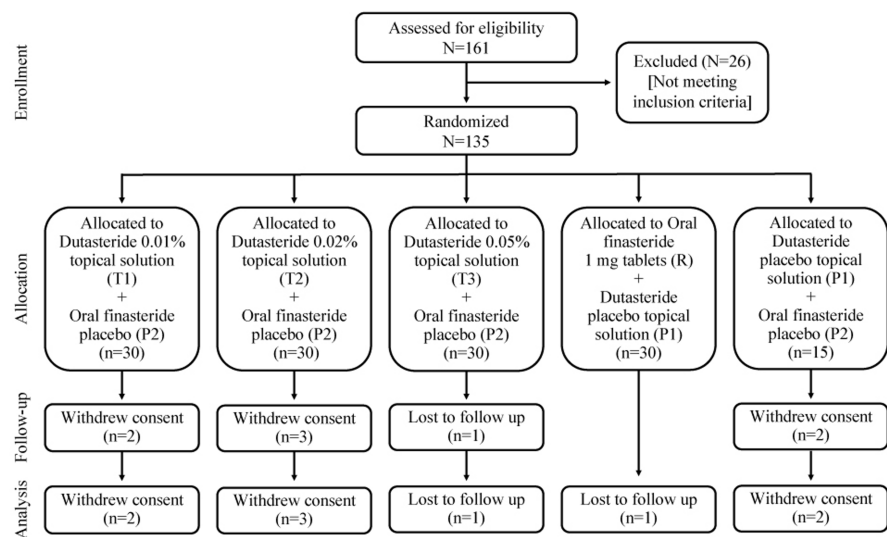 Enrollment
Assessed for eligibility
N=161
Excluded (N=26)
[Not meeting
inclusion criteria]
Randomized
N=135
Allocation
Allocated to
Dutasteride 0.01%
topical solution
(T1)
+
Oral finasteride
placebo (P2)
(n=30)
Allocated to
Dutasteride 0.02%
topical solution
(T2)
+
Oral finasteride
placebo (P2)
(n=30)
Allocated to
Dutasteride 0.05%
topical solution
(T3)
+
Oral finasteride
placebo (P2)
(n=30)
Allocated to Oral
finasteride
1 mg tablets (R)
+
Dutasteride
placebo topical
solution (P1)
(n=30)
Allocated to
Dutasteride
placebo topical
solution (P1)
+
Oral finasteride
placebo (P2)
(n=15)
Follow-up
Withdrew consent
(n=2)
Withdrew consent
(n=3)
Lost to follow up
(n=1)
Withdrew consent
(n=2)
Analysis
Withdrew consent
(n=2)
Withdrew consent
(n=3)
Lost to follow up
(n=1)
Lost to follow up
(n=1)
Withdrew consent
(n=2)